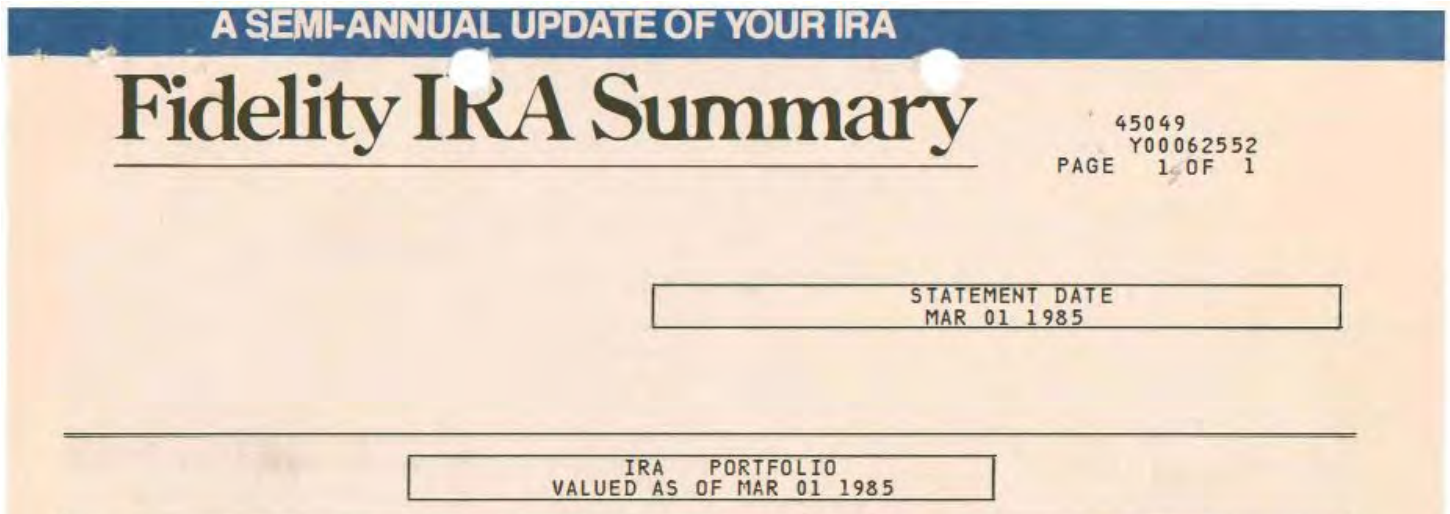 A SEMI-ANNUAL UPDATE OF YOUR IRA
Fidelity IRA Summary
45049
Y00062552
PAGE 1 OF 1
STATEMENT DATE
MAR 01 1985
IRA PORTFOLIO
VALUED AS OF MAR 01 1985